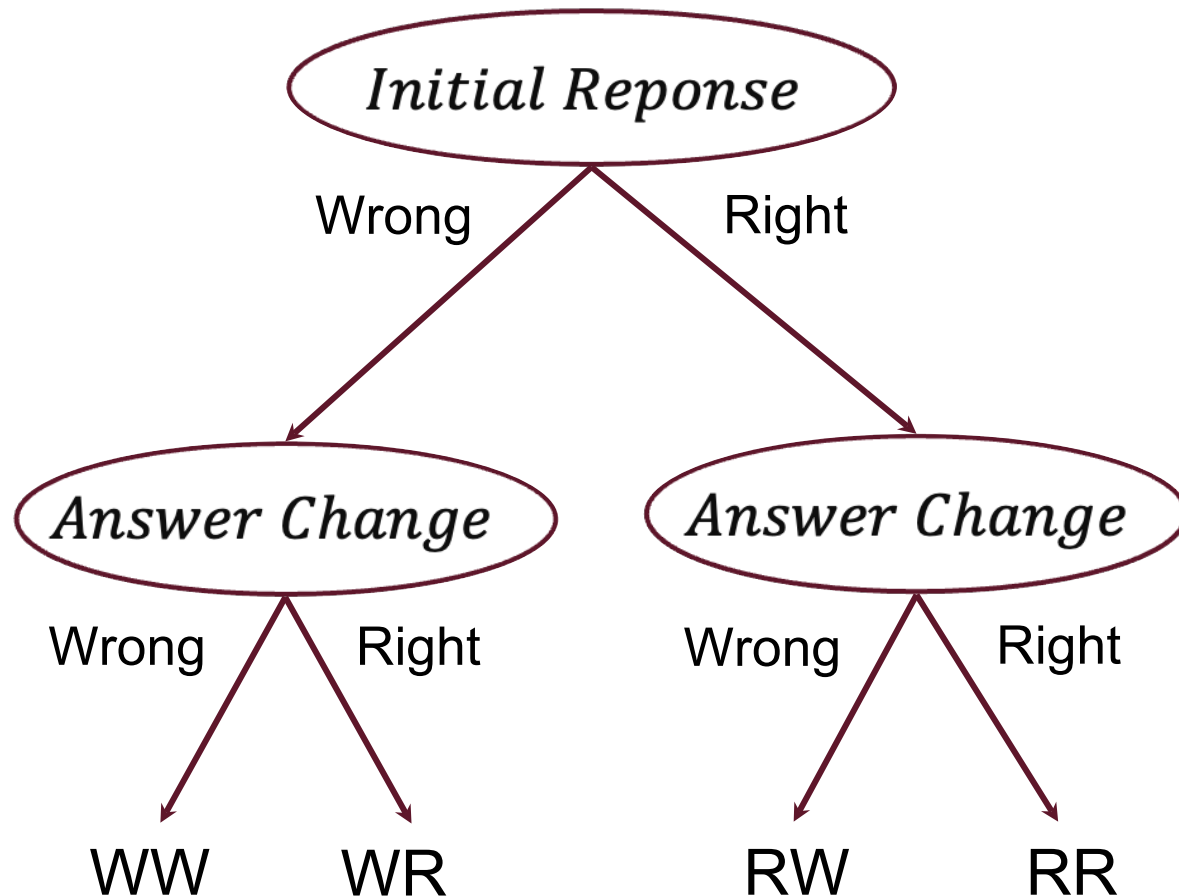 Initial Reponse
Wrong
Right
Answer Change
Answer Change
Wrong
Right
Wrong
Right
WW
WR
RW
RR